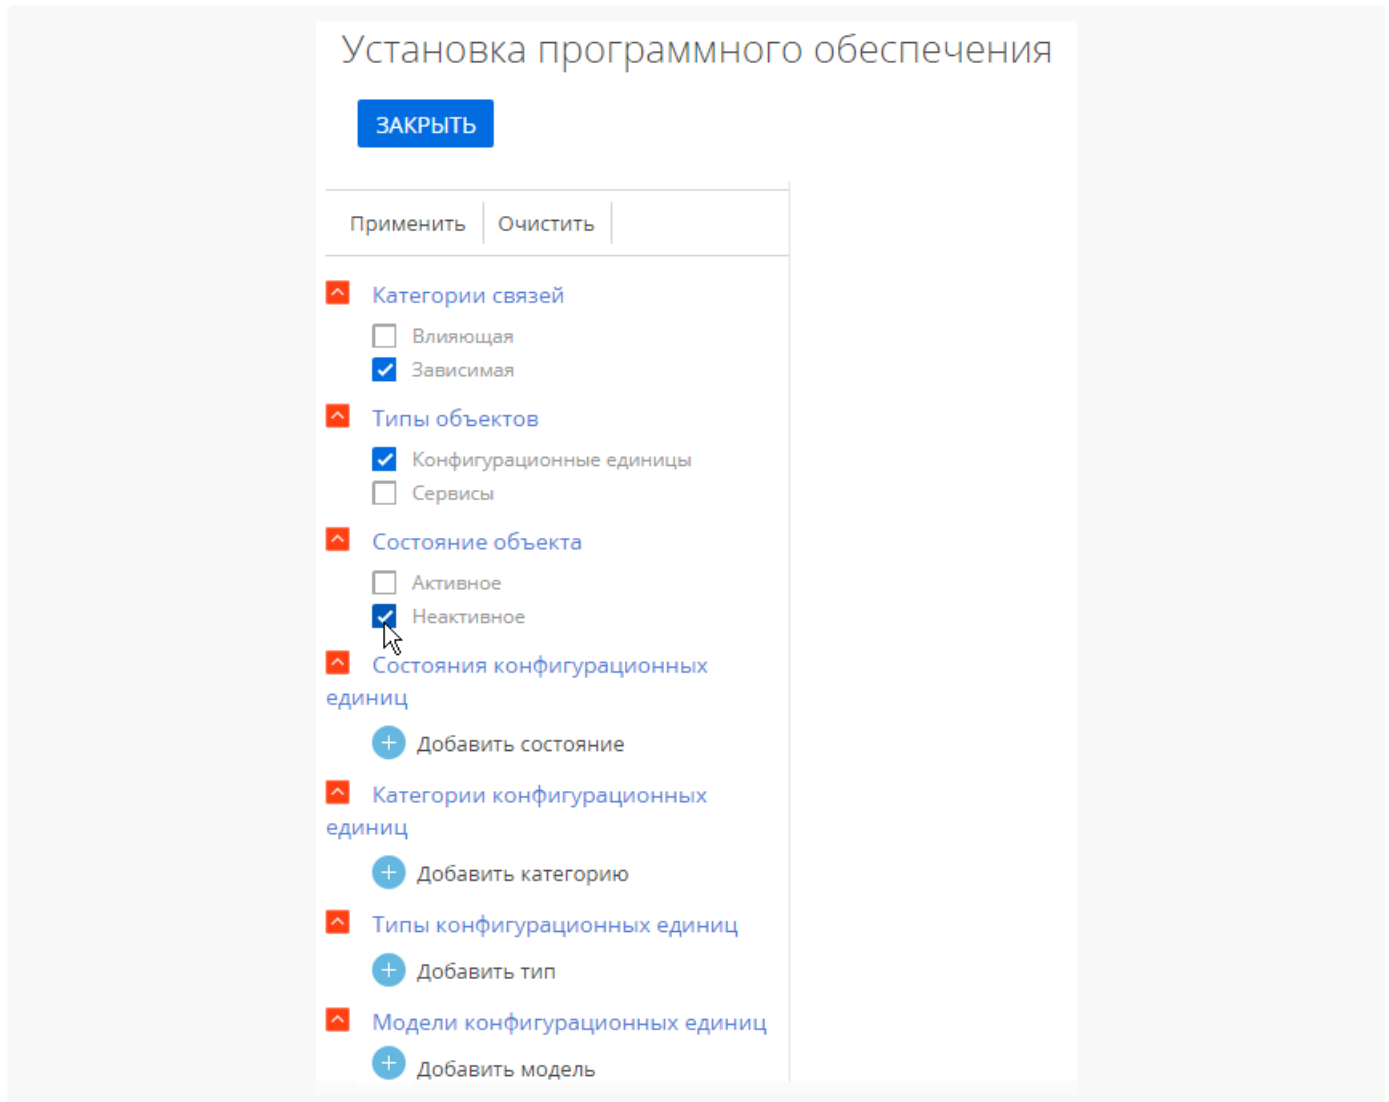 Установка программного обеспечения
ЗАКРЫТЬ
Применить
Очистить
Категории связей
Влияющая
Зависимая
Типы объектов
Конфигурационные единицы
Сервисы
Состояние объекта
Активное
Неактивное
Состояния конфигурационных
единиц
Добавить состояние
Категории конфигурационных
единиц
Добавить категорию
Типы конфигурационных единиц
Добавить тип
Модели конфигурационных единиц
Добавить модель